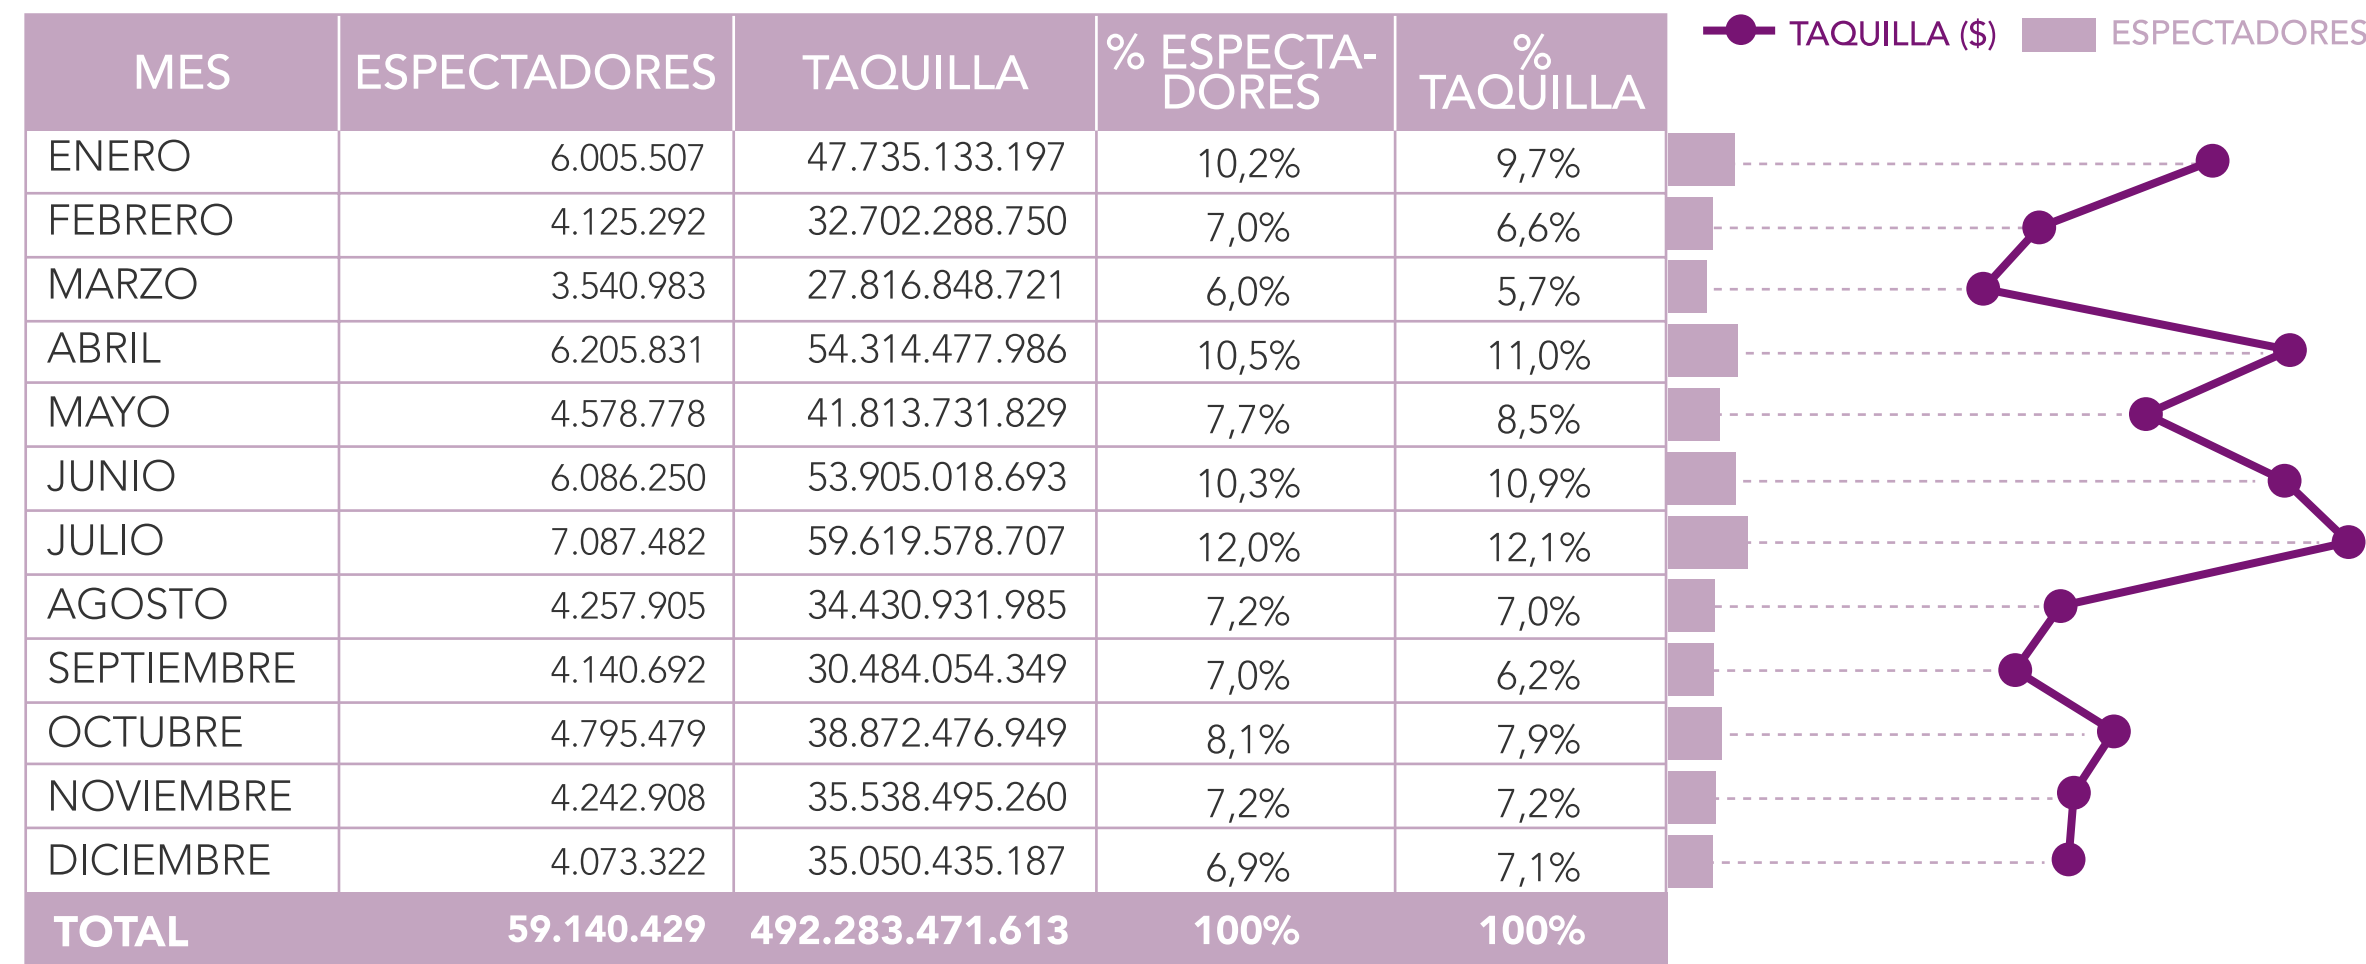 TAQUILLA ($) ESPECTADORES
MES ESPECTADORES TAQUILLA % ESPECTA-DORES % TAQUILLA
ENERO 6.005.507 47.735.133.197 10,2% 9,7%
FEBRERO 4.125.292 32.702.288.750 7,0% 6,6%
MARZO 3.540.983 27.816.848.721 6,0% 5,7%
ABRIL 6.205.831 54.314.477.986 10,5% 11,0%
MAYO 4.578.778 41.813.731.829 7,7% 8,5%
JUNIO 6.086.250 53.905.018.693 10,3% 10,9%
JULIO 7.087.482 59.619.578.707 12,0% 12,1%
AGOSTO 4.257.905 34.430.931.985 7,2% 7,0%
SEPTIEMBRE 4.140.692 30.484.054.349 7,0% 6,2%
OCTUBRE 4.795.479 38.872.476.949 8,1% 7,9%
NOVIEMBRE 4.242.908 35.538.495.260 7,2% 7,2%
DICIEMBRE 4.073.322 35.050.435.187 6,9% 7,1%
TOTAL 59.140.429 492.283.471.613 100% 100%